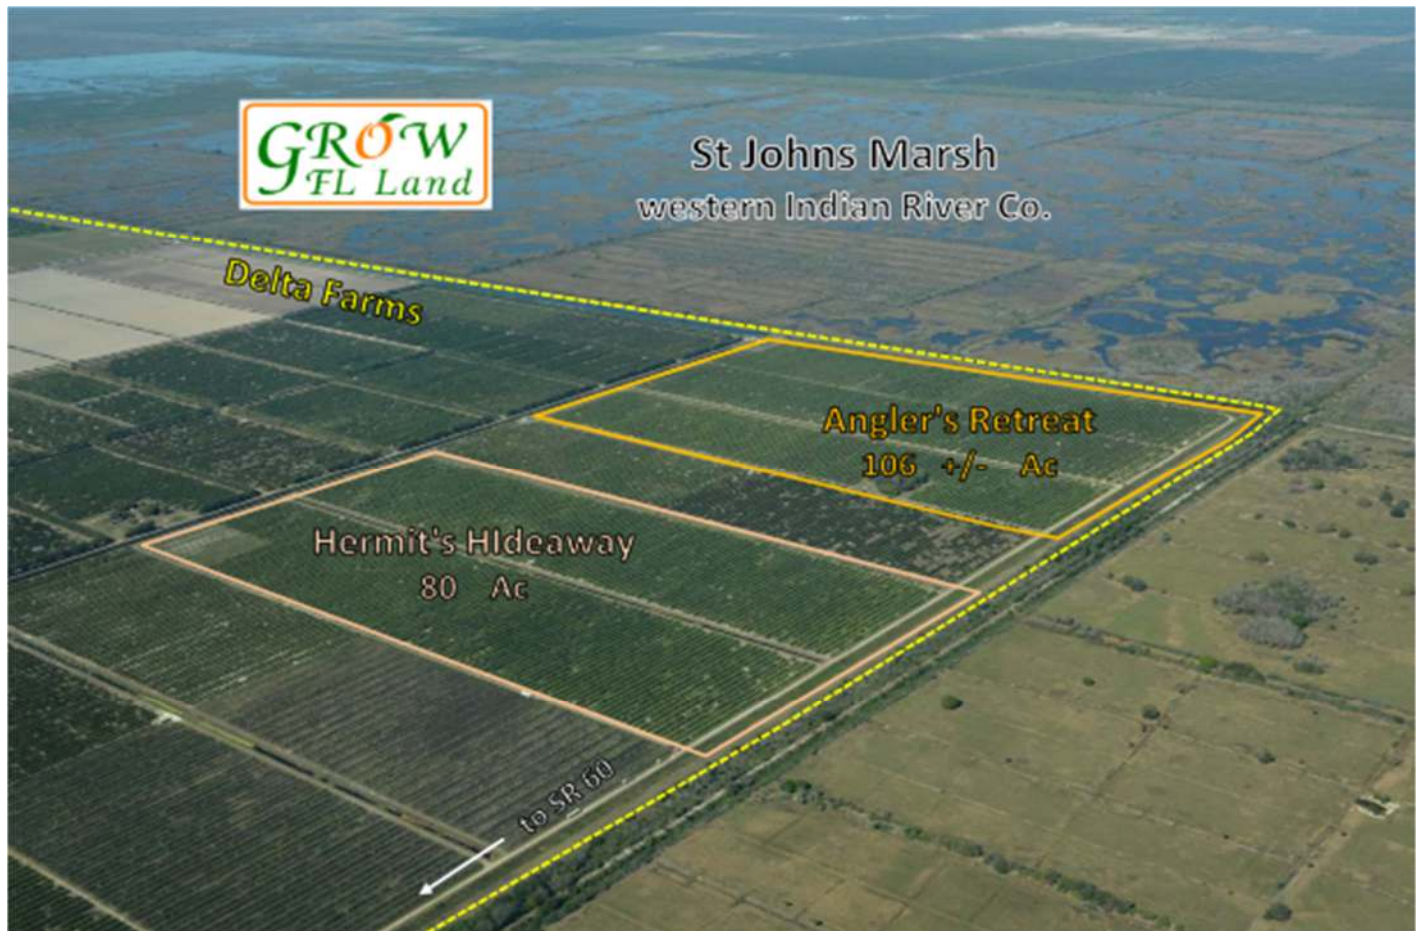 GROW
FL Land
St Johns Marsh
western Indian River Co.
Delta Farms
Angler's Retreat
106 +/- Ac
Hermit's HIdeaway
80 Ac
to SR 60